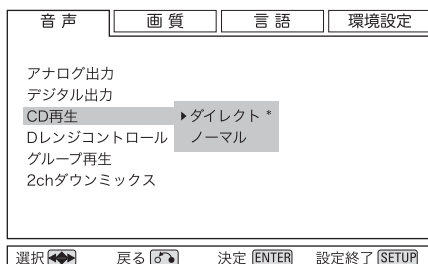 音声 画質 言語 環境設定
アナログ出力
デジタル出力
CD再生 ▶ダイレクト *
Dレンジコントロール ノーマル
グループ再生
2chダウンミックス
選択 戻る 決定 ENTER 設定終了 SETUP